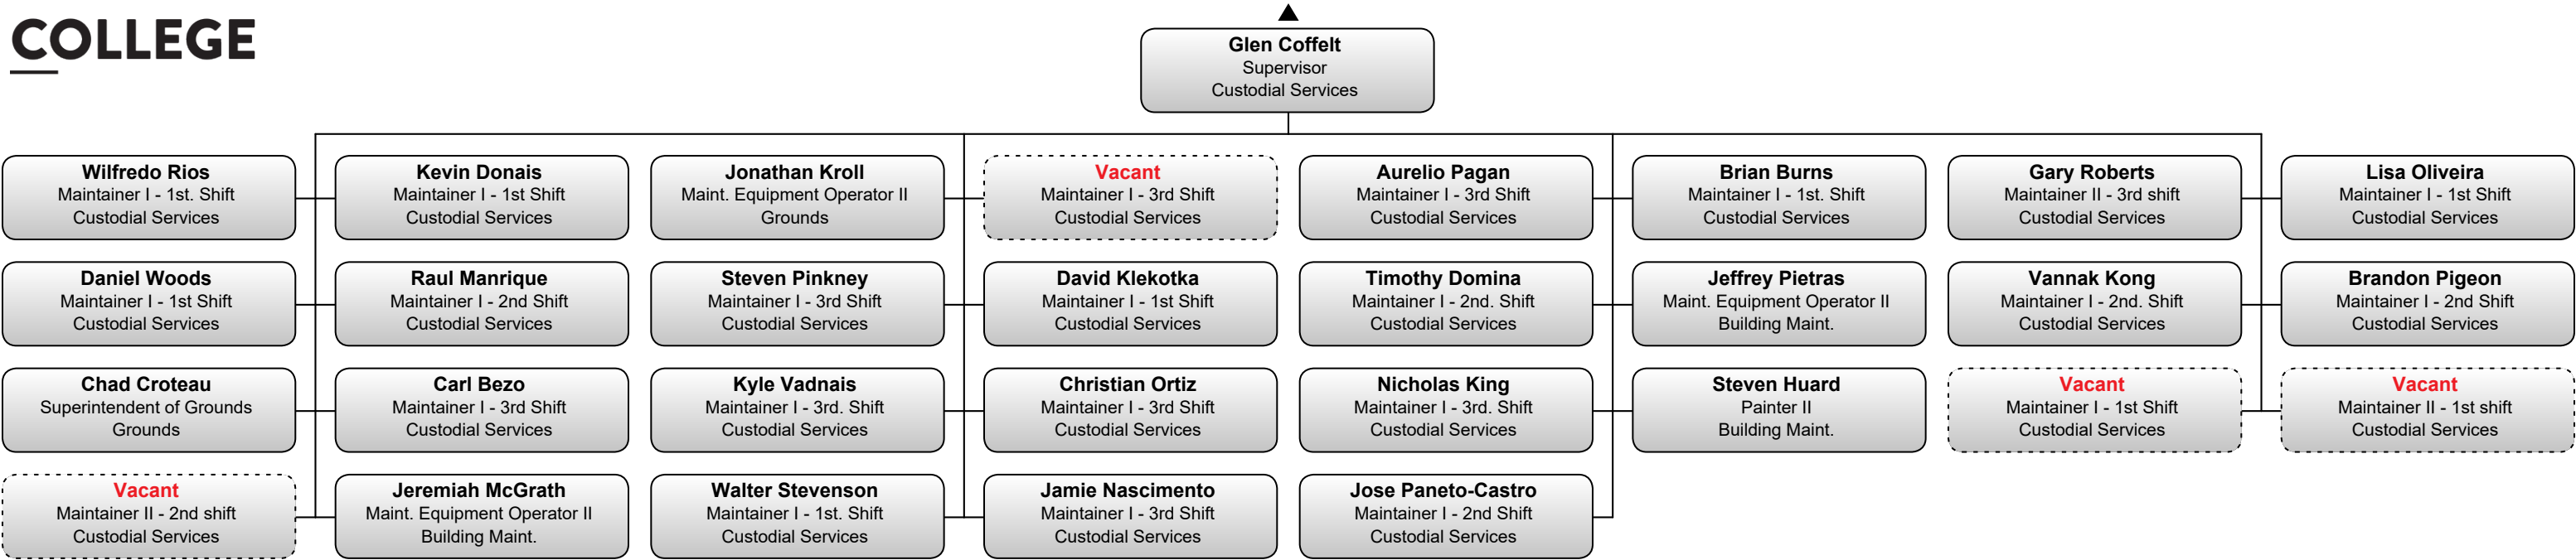 COLLEGE
Glen Coffelt
Supervisor
Custodial Services
Wilfredo Rios
Maintainer I - 1st. Shift
Custodial Services
Kevin Donais
Maintainer I - 1st Shift
Custodial Services
Jonathan Kroll
Maint. Equipment Operator II
Grounds
Vacant
Maintainer I - 3rd Shift
Custodial Services
Aurelio Pagan
Maintainer I - 3rd Shift
Custodial Services
Brian Burns
Maintainer I - 1st. Shift
Custodial Services
Gary Roberts
Maintainer II - 3rd shift
Custodial Services
Lisa Oliveira
Maintainer I - 1st Shift
Custodial Services
Daniel Woods
Maintainer I - 1st Shift
Custodial Services
Raul Manrique
Maintainer I - 2nd Shift
Custodial Services
Steven Pinkney
Maintainer I - 3rd Shift
Custodial Services
David Klekotka
Maintainer I - 1st Shift
Custodial Services
Timothy Domina
Maintainer I - 2nd. Shift
Custodial Services
Jeffrey Pietras
Maint. Equipment Operator II
Building Maint.
Vannak Kong
Maintainer I - 2nd. Shift
Custodial Services
Brandon Pigeon
Maintainer I - 2nd Shift
Custodial Services
Chad Croteau
Superintendent of Grounds
Grounds
Carl Bezo
Maintainer I - 3rd Shift
Custodial Services
Kyle Vadnais
Maintainer I - 3rd. Shift
Custodial Services
Christian Ortiz
Maintainer I - 3rd Shift
Custodial Services
Nicholas King
Maintainer I - 3rd. Shift
Custodial Services
Steven Huard
Painter II
Building Maint.
Vacant
Maintainer I - 1st Shift
Custodial Services
Vacant
Maintainer II - 1st shift
Custodial Services
Vacant
Maintainer II - 2nd shift
Custodial Services
Jeremiah McGrath
Maint. Equipment Operator II
Building Maint.
Walter Stevenson
Maintainer I - 1st. Shift
Custodial Services
Jamie Nascimento
Maintainer I - 3rd Shift
Custodial Services
Jose Paneto-Castro
Maintainer I - 2nd Shift
Custodial Services